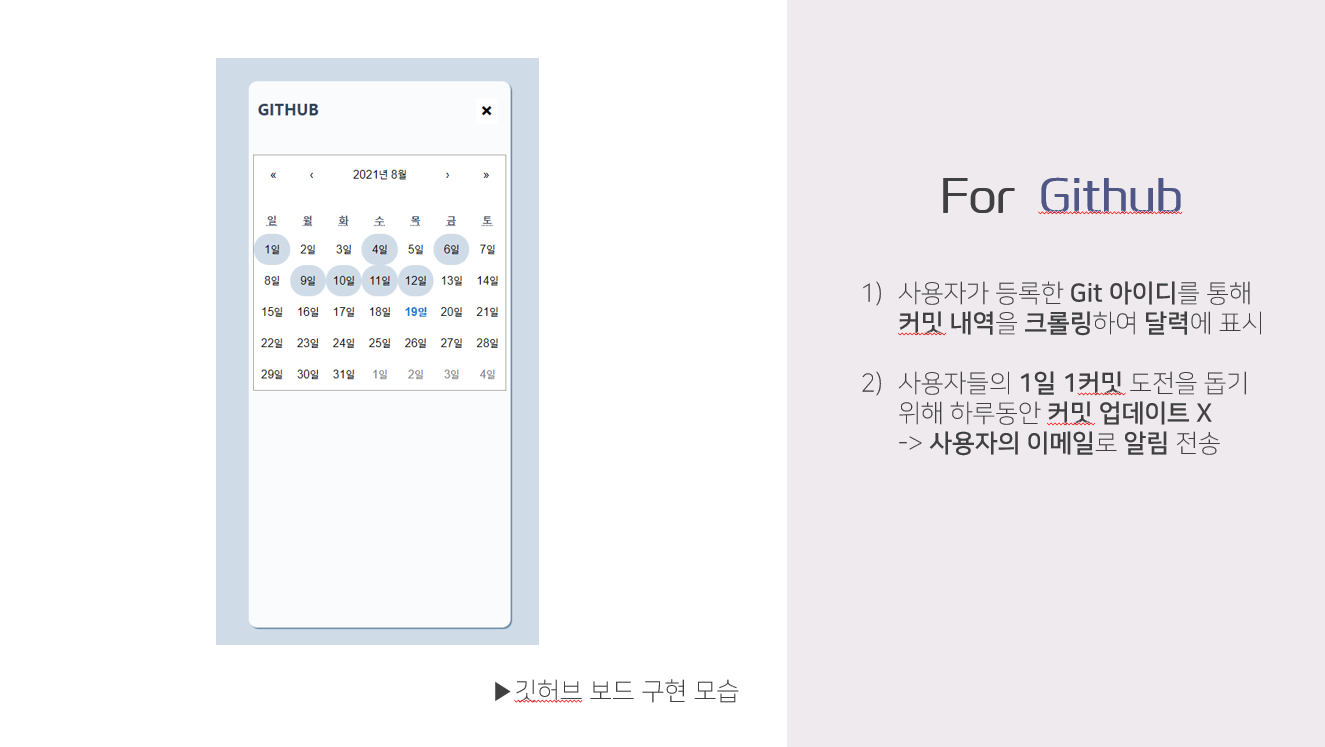 GITHUB ×
« ‹ 2021년 8월 › »
일 월 화 수 목 금 토
1일 2일 3일 4일 5일 6일 7일
8일 9일 10일 11일 12일 13일 14일
15일 16일 17일 18일 19일 20일 21일
22일 23일 24일 25일 26일 27일 28일
29일 30일 31일 1일 2일 3일 4일
▶깃허브 보드 구현 모습
For Github
1) 사용자가 등록한 Git 아이디를 통해
커밋 내역을 크롤링하여 달력에 표시
2) 사용자들의 1일 1커밋 도전을 돕기
위해 하루동안 커밋 업데이트 X
-> 사용자의 이메일로 알림 전송